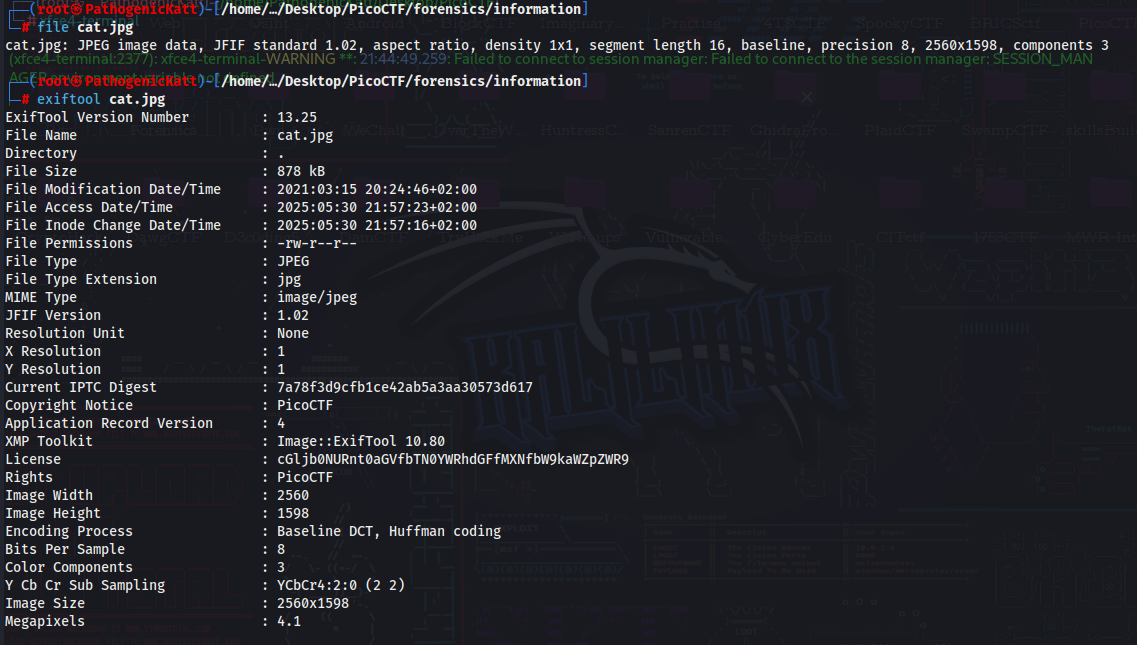 (root㉿PathogenicKatt)-[/home/…/Desktop/PicoCTF/forensics/information]
# file cat.jpg
cat.jpg: JPEG image data, JFIF standard 1.02, aspect ratio, density 1x1, segment length 16, baseline, precision 8, 2560x1598, components 3
(xfce4-terminal:2377): xfce4-terminal-WARNING **: 21:44:49.259: Failed to connect to session manager: Failed to connect to the session manager: SESSION_MAN
(root㉿PathogenicKatt)-[/home/…/Desktop/PicoCTF/forensics/information]
# exiftool cat.jpg
ExifTool Version Number : 13.25
File Name : cat.jpg
Directory : .
File Size : 878 kB
File Modification Date/Time : 2021:03:15 20:24:46+02:00
File Access Date/Time : 2025:05:30 21:57:23+02:00
File Inode Change Date/Time : 2025:05:30 21:57:16+02:00
File Permissions : -rw-r--r--
File Type : JPEG
File Type Extension : jpg
MIME Type : image/jpeg
JFIF Version : 1.02
Resolution Unit : None
X Resolution : 1
Y Resolution : 1
Current IPTC Digest : 7a78f3d9cfb1ce42ab5a3aa30573d617
Copyright Notice : PicoCTF
Application Record Version : 4
XMP Toolkit : Image::ExifTool 10.80
License : cGljb0NURnt0aGVfbTN0YWRhdGFfMXNfbW9kaWZpZWR9
Rights : PicoCTF
Image Width : 2560
Image Height : 1598
Encoding Process : Baseline DCT, Huffman coding
Bits Per Sample : 8
Color Components : 3
Y Cb Cr Sub Sampling : YCbCr4:2:0 (2 2)
Image Size : 2560x1598
Megapixels : 4.1
KALI LINUX